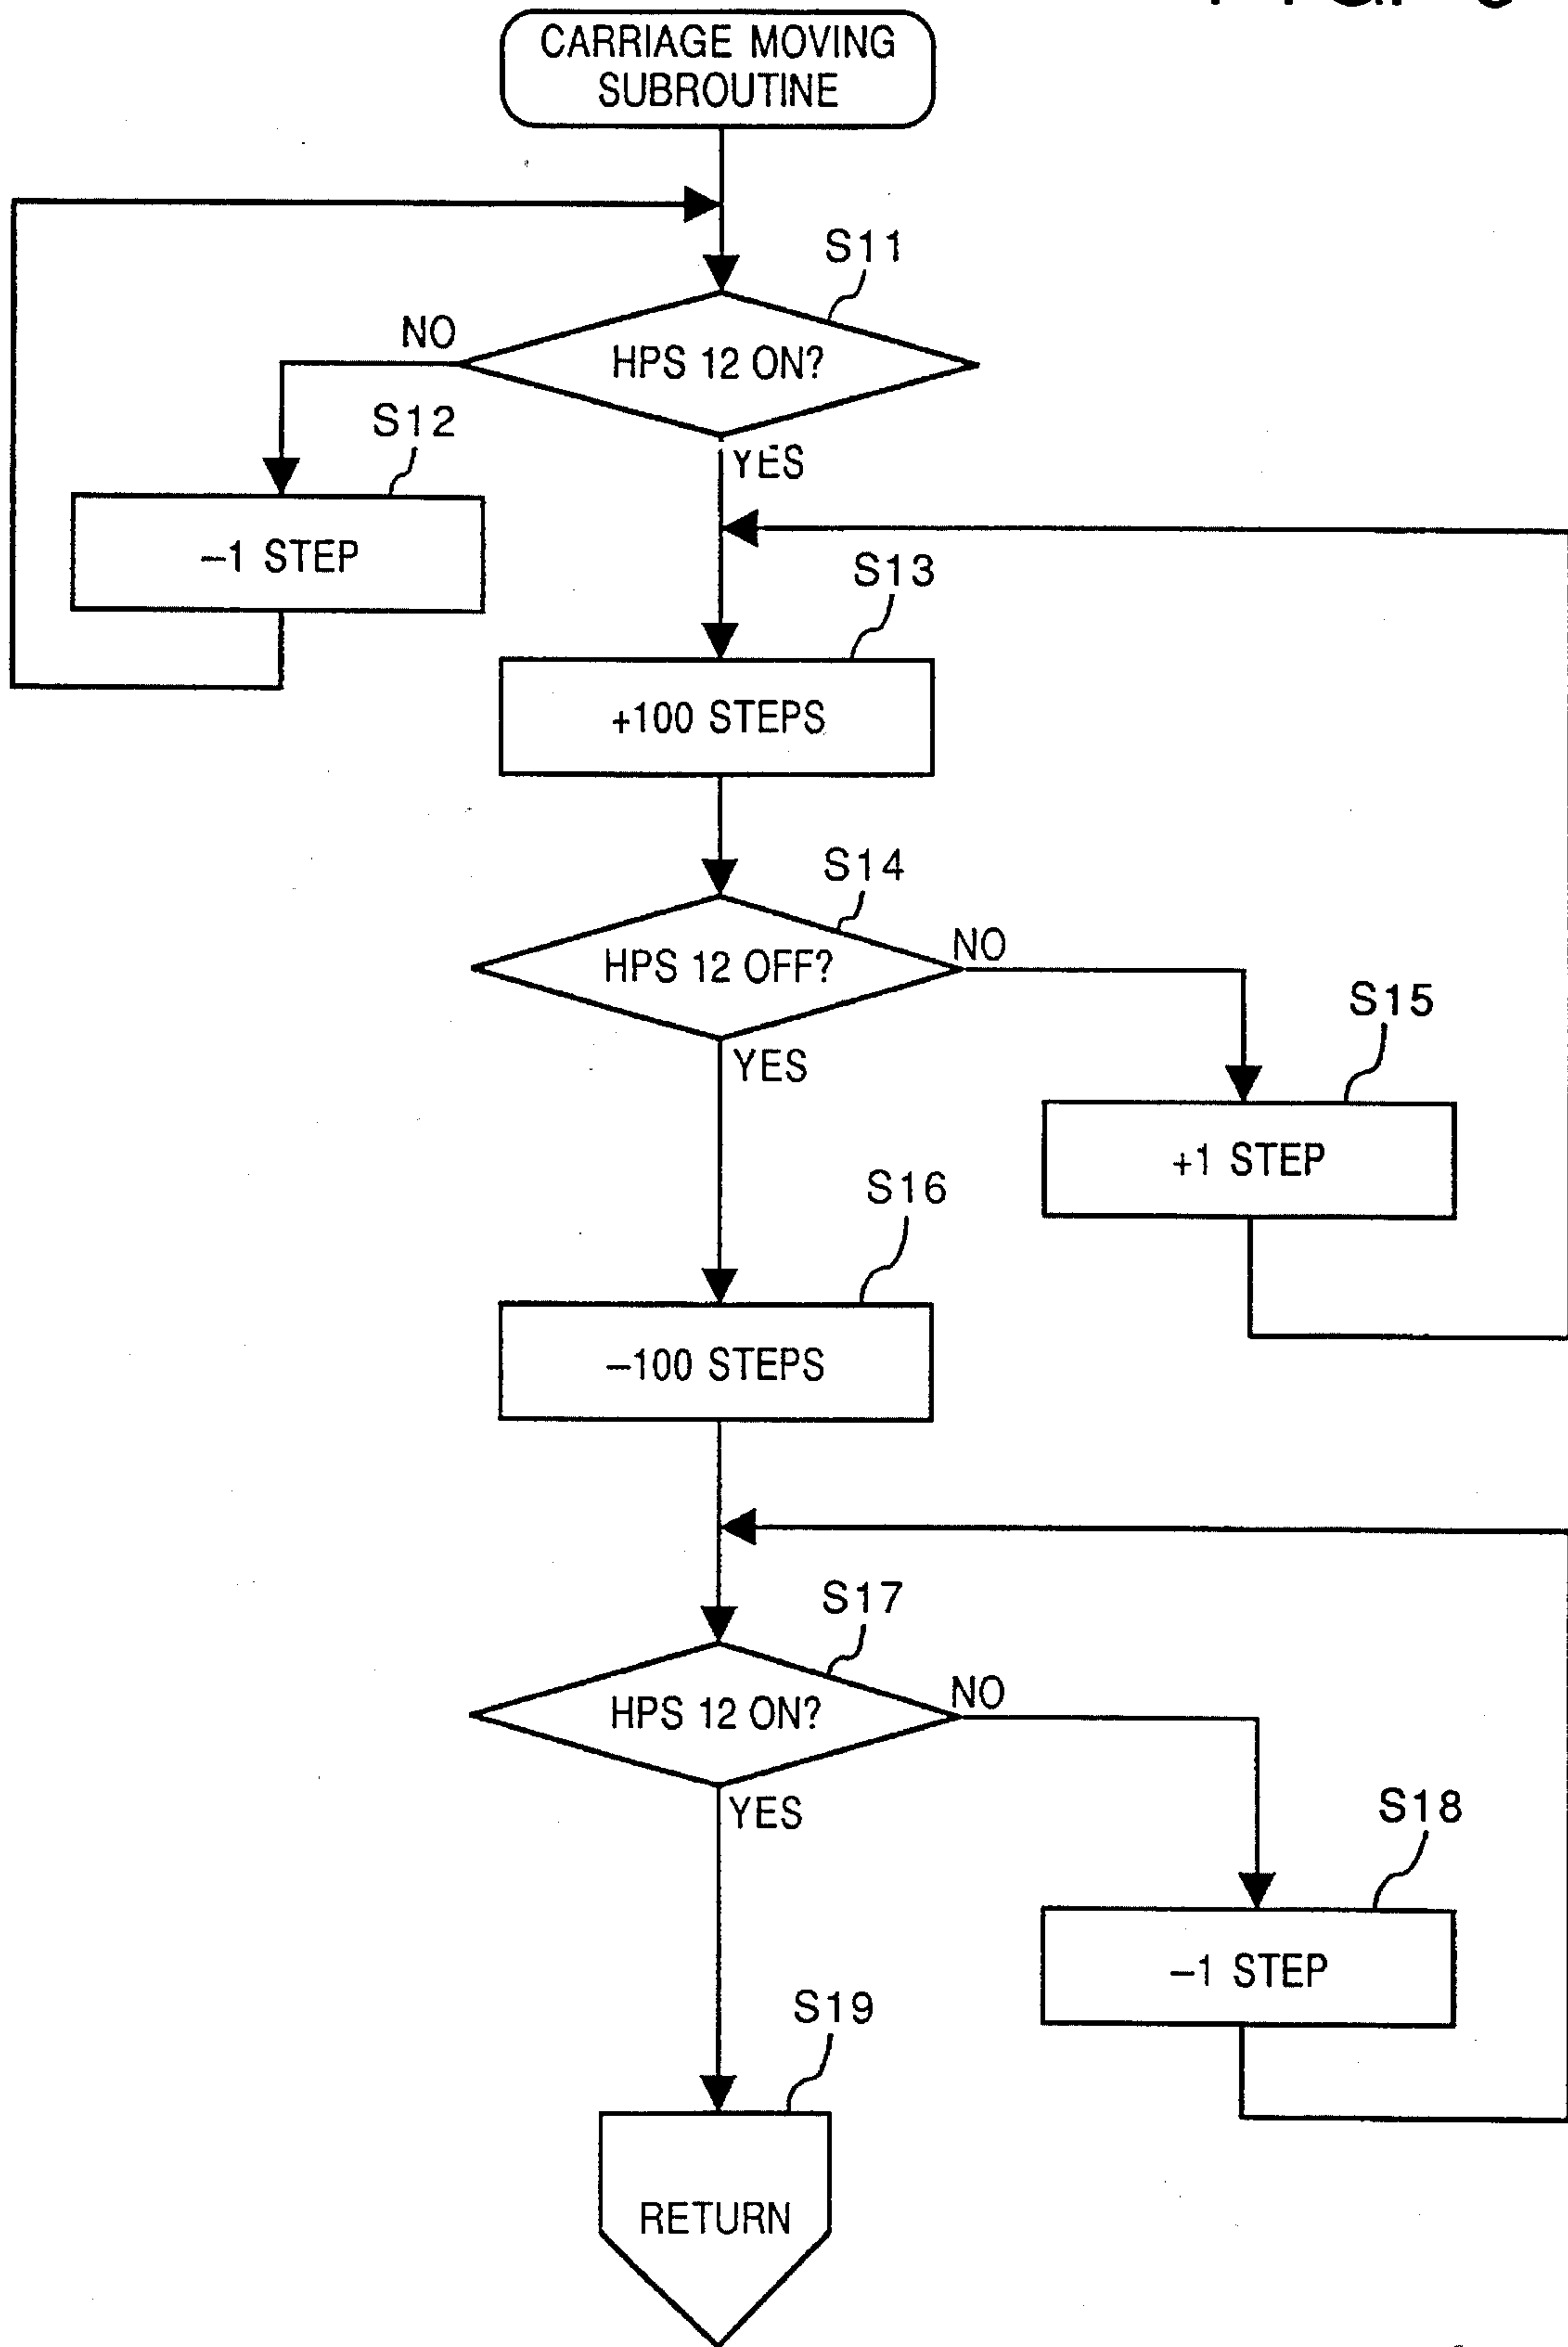 CARRIAGE MOVING
SUBROUTINE
S11
NO
HPS 12 ON?
S12
YES
–1 STEP
S13
+100 STEPS
S14
HPS 12 OFF?
NO
S15
YES
+1 STEP
S16
–100 STEPS
S17
HPS 12 ON?
NO
YES
S18
–1 STEP
S19
RETURN